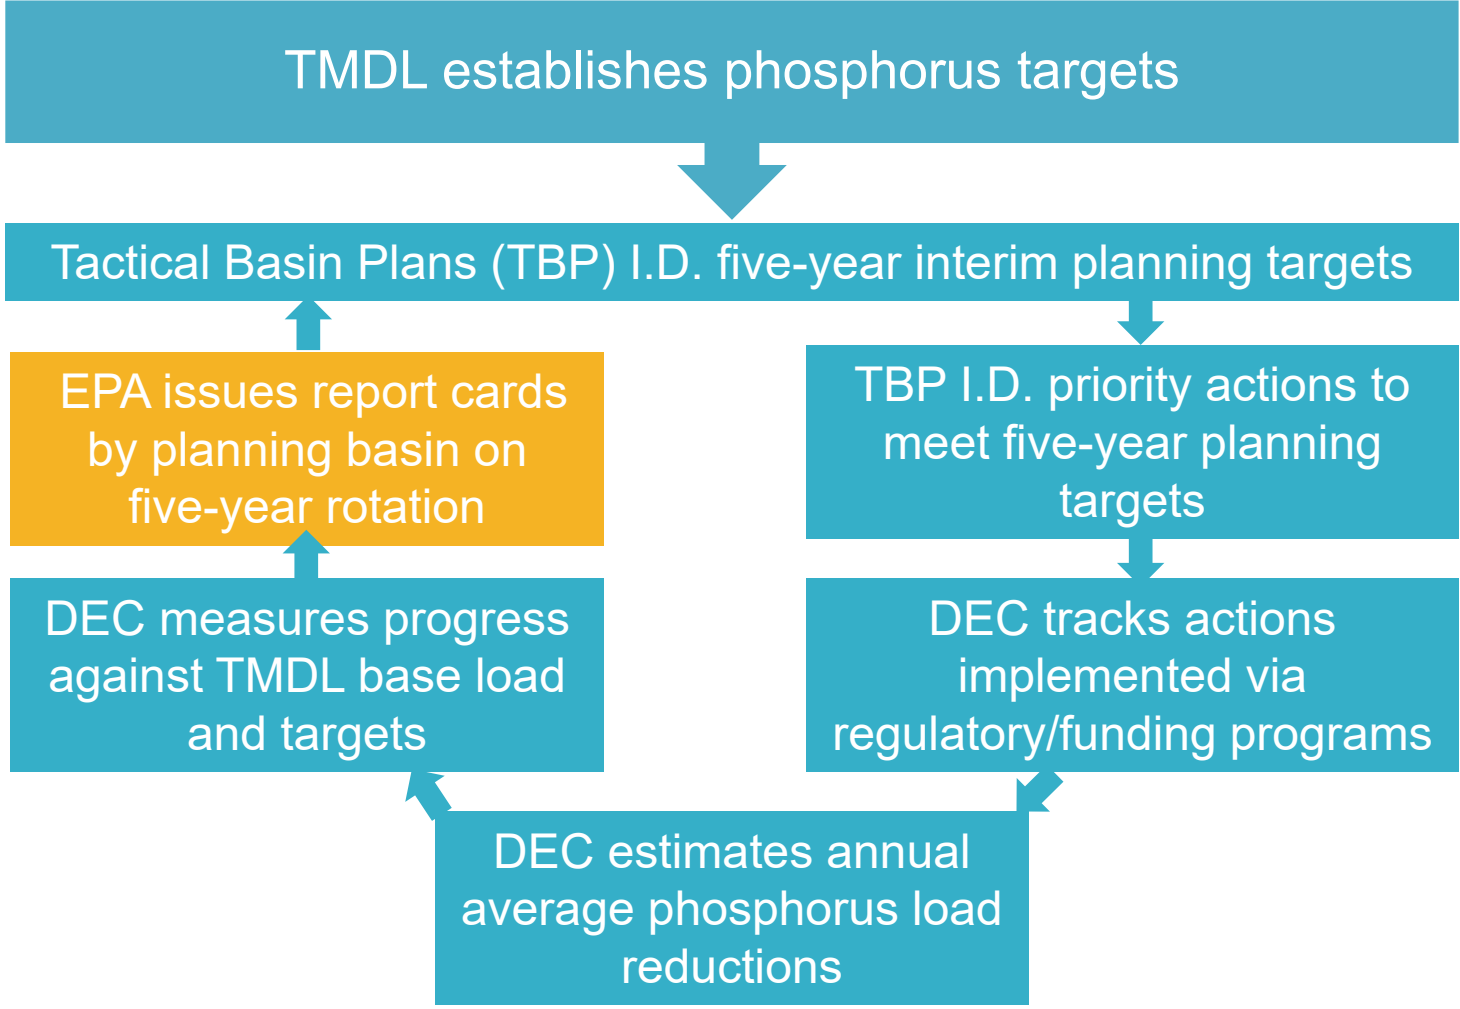 TMDL establishes phosphorus targets
Tactical Basin Plans (TBP) I.D. five-year interim planning targets
EPA issues report cards
by planning basin on
five-year rotation
TBP I.D. priority actions to
meet five-year planning
targets
DEC measures progress
against TMDL base load
and targets
DEC tracks actions
implemented via
regulatory/funding programs
DEC estimates annual
average phosphorus load
reductions